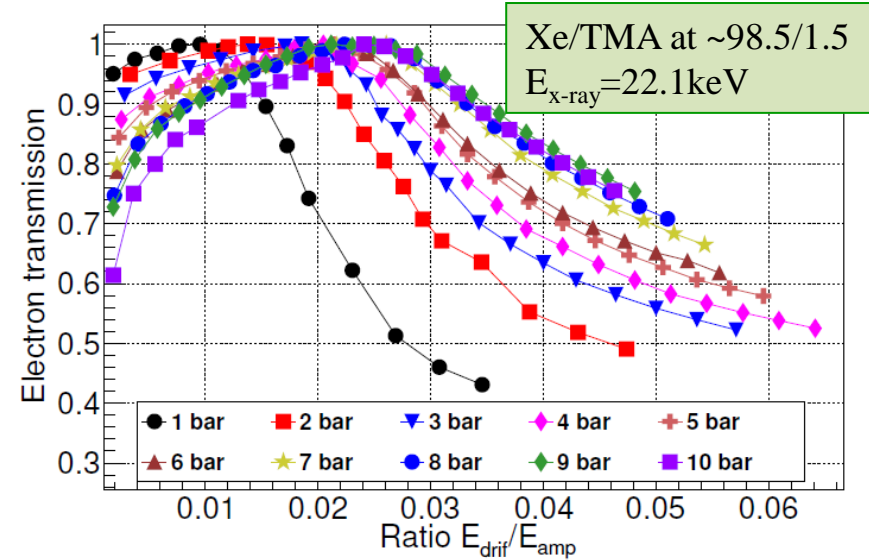 Xe/TMA at ~98.5/1.5
Ex-ray=22.1keV
Electron transmission
1
0.9
0.8
0.7
0.6
0.5
0.4
0.3
1 bar 2 bar 3 bar 4 bar 5 bar
6 bar 7 bar 8 bar 9 bar 10 bar
0.01 0.02 0.03 0.04 0.05 0.06
Ratio Edrif/Eamp